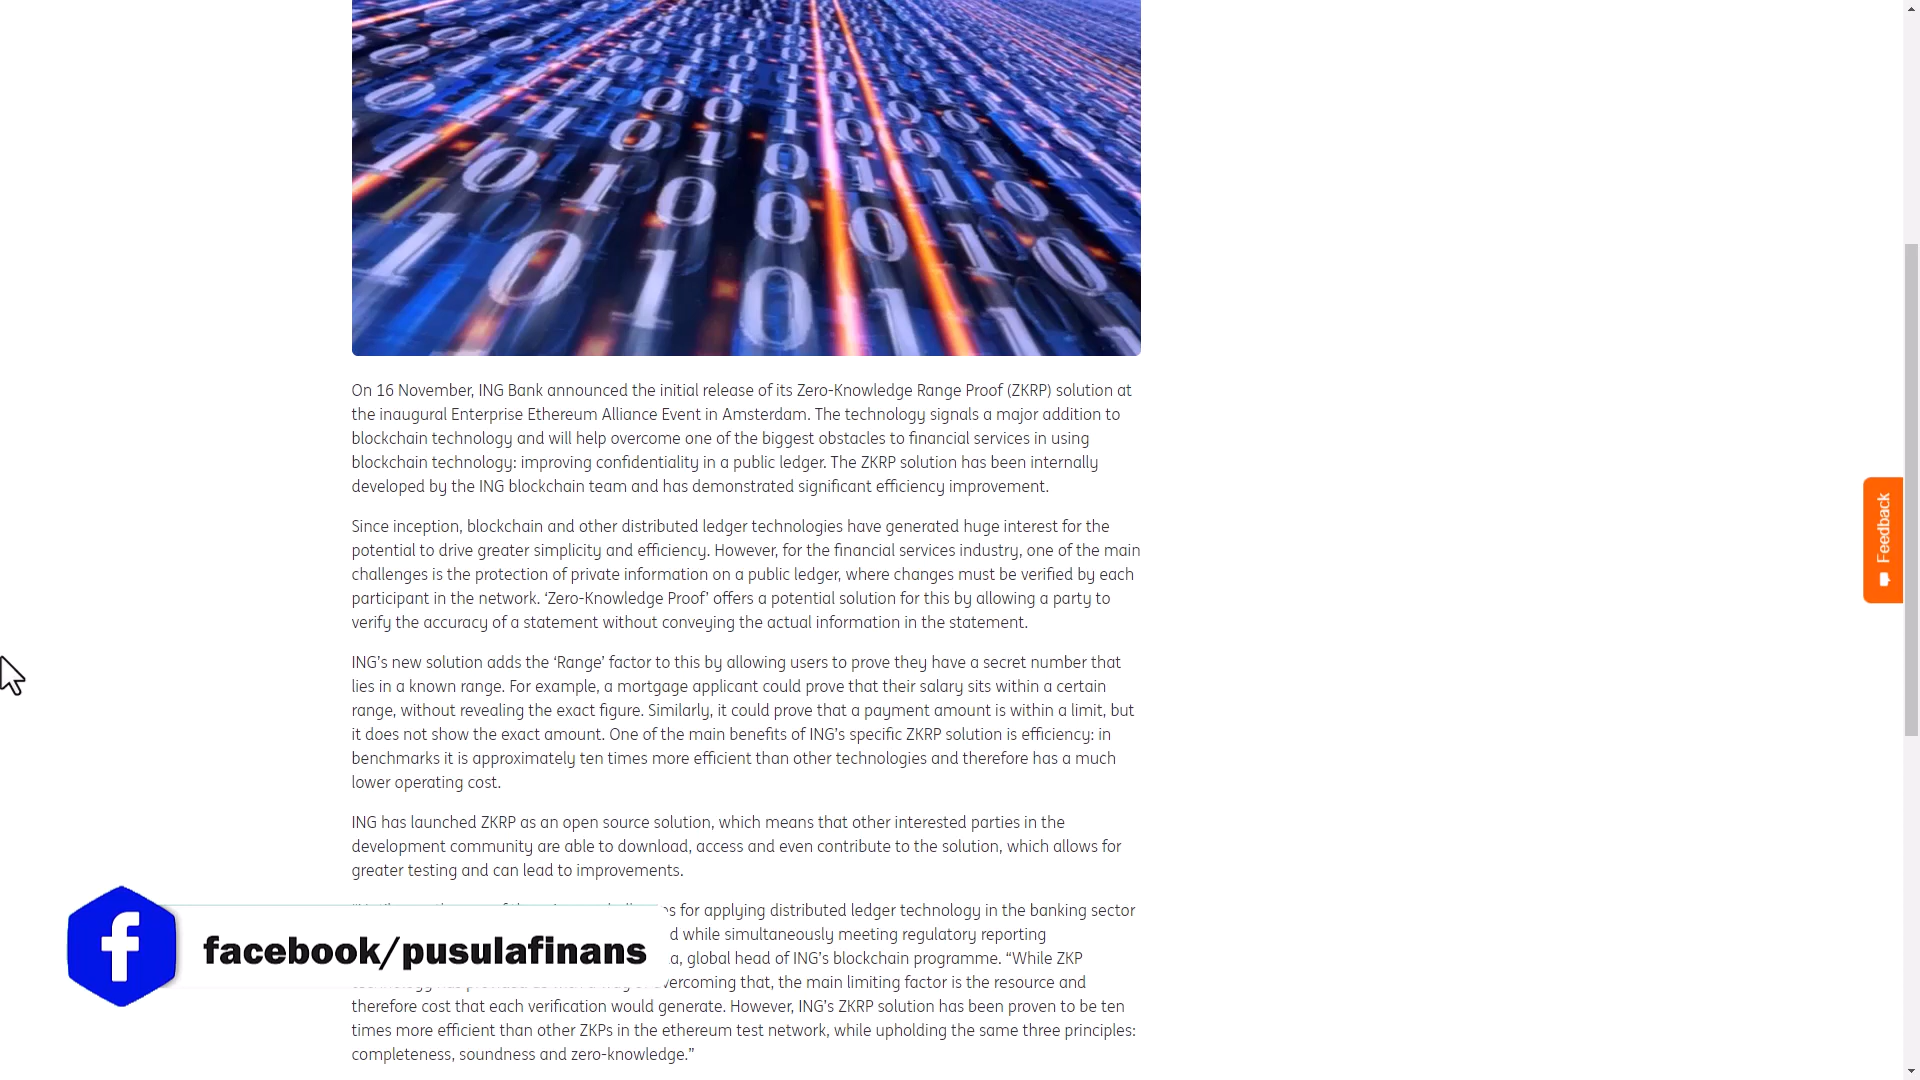 On 16 November, ING Bank announced the initial release of its Zero-Knowledge Range Proof (ZKRP) solution at
the inaugural Enterprise Ethereum Alliance Event in Amsterdam. The technology signals a major addition to
blockchain technology and will help overcome one of the biggest obstacles to financial services in using
blockchain technology: improving confidentiality in a public ledger. The ZKRP solution has been internally
developed by the ING blockchain team and has demonstrated significant efficiency improvement.
Since inception, blockchain and other distributed ledger technologies have generated huge interest for the
potential to drive greater simplicity and efficiency. However, for the financial services industry, one of the main
challenges is the protection of private information on a public ledger, where changes must be verified by each
participant in the network. ‘Zero-Knowledge Proof’ offers a potential solution for this by allowing a party to
verify the accuracy of a statement without conveying the actual information in the statement.
Feedback
ING’s new solution adds the ‘Range’ factor to this by allowing users to prove they have a secret number that
lies in a known range. For example, a mortgage applicant could prove that their salary sits within a certain
range, without revealing the exact figure. Similarly, it could prove that a payment amount is within a limit, but
it does not show the exact amount. One of the main benefits of ING’s specific ZKRP solution is efficiency: in
benchmarks it is approximately ten times more efficient than other technologies and therefore has a much
lower operating cost.
ING has launched ZKRP as an open source solution, which means that other interested parties in the
development community are able to download, access and even contribute to the solution, which allows for
greater testing and can lead to improvements.
for applying distributed ledger technology in the banking sector
while simultaneously meeting regulatory reporting
global head of ING’s blockchain programme. “While ZKP
facebook/pusulafinans
that, the main limiting factor is the resource and
therefore cost that each verification would generate. However, ING’s ZKRP solution has been proven to be ten
times more efficient than other ZKPs in the ethereum test network, while upholding the same three principles:
completeness, soundness and zero-knowledge.”